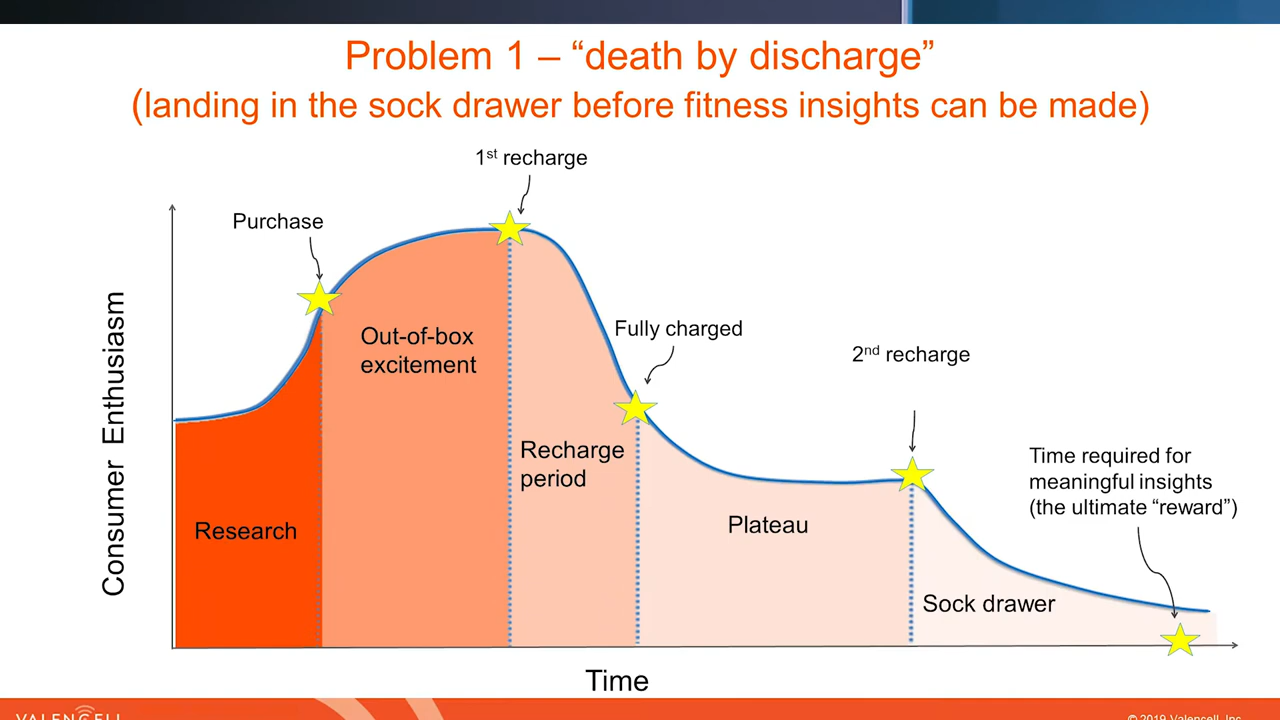 Problem 1 – “death by discharge”
(landing in the sock drawer before fitness insights can be made)
1st recharge
Purchase
Out-of-box
excitement
Fully charged
2nd recharge
Recharge
period
Time required for
meaningful insights
(the ultimate “reward”)
Consumer Enthusiasm
Research
Plateau
Sock drawer
Time
VALENCELL
© 2019 Valencell, Inc.